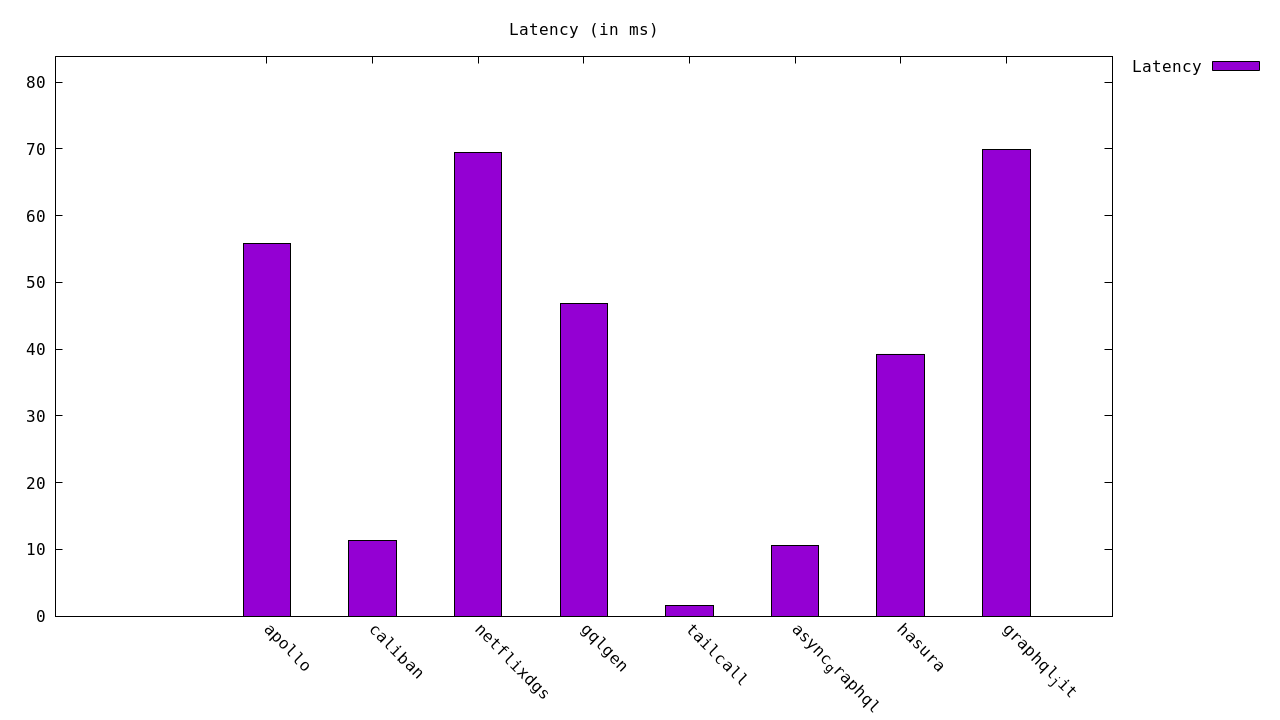 Latency (in ms)
Latency
80
70
60
50
40
30
20
10
0
apollo
caliban
netflixdgs
gqlgen
tailcall
async_graphql
hasura
graphql_jit